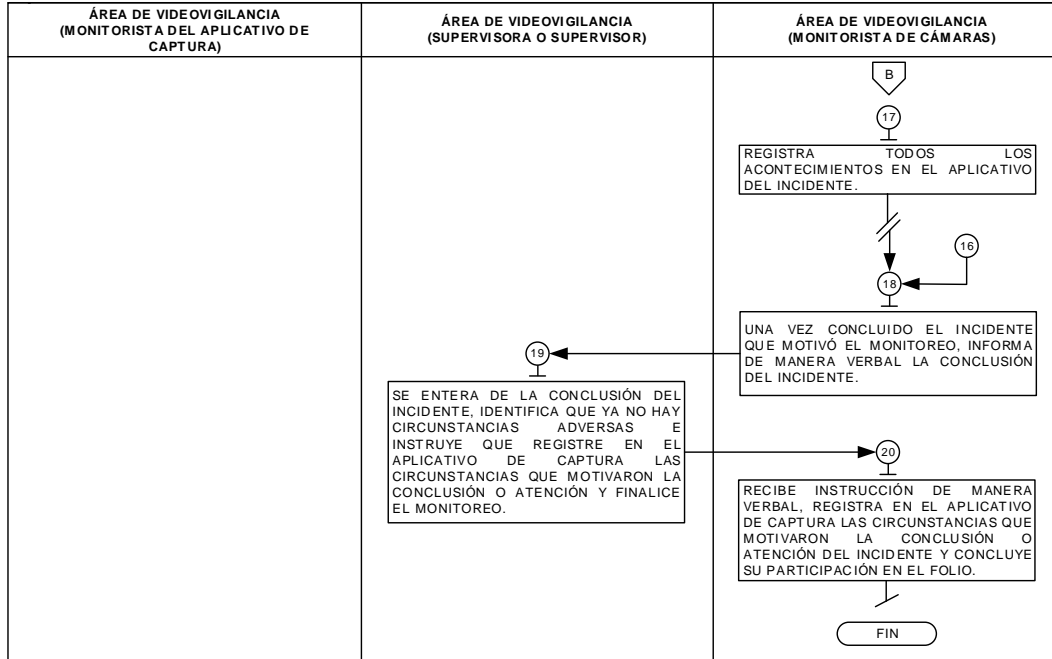 ÁREA DE VIDEOVIGILANCIA
(MONITORISTA DEL APLICATIVO DE
CAPTURA)
ÁREA DE VIDEOVIGILANCIA
(SUPERVISORA O SUPERVISOR)
ÁREA DE VIDEOVIGILANCIA
(MONITORISTA DE CÁMARAS)
B
17
REGISTRA TODOS LOS
ACONTECIMIENTOS EN EL APLICATIVO
DEL INCIDENTE.
16
18
UNA VEZ CONCLUIDO EL INCIDENTE
QUE MOTIVÓ EL MONITOREO, INFORMA
DE MANERA VERBAL LA CONCLUSIÓN
DEL INCIDENTE.
19
SE ENTERA DE LA CONCLUSIÓN DEL
INCIDENTE, IDENTIFICA QUE YA NO HAY
CIRCUNSTANCIAS ADVERSAS E
INSTRUYE QUE REGISTRE EN EL
APLICATIVO DE CAPTURA LAS
CIRCUNSTANCIAS QUE MOTIVARON LA
CONCLUSIÓN O ATENCIÓN Y FINALICE
EL MONITOREO.
20
RECIBE INSTRUCCIÓN DE MANERA
VERBAL, REGISTRA EN EL APLICATIVO
DE CAPTURA LAS CIRCUNSTANCIAS QUE
MOTIVARON LA CONCLUSIÓN O
ATENCIÓN DEL INCIDENTE Y CONCLUYE
SU PARTICIPACIÓN EN EL FOLIO.
FIN